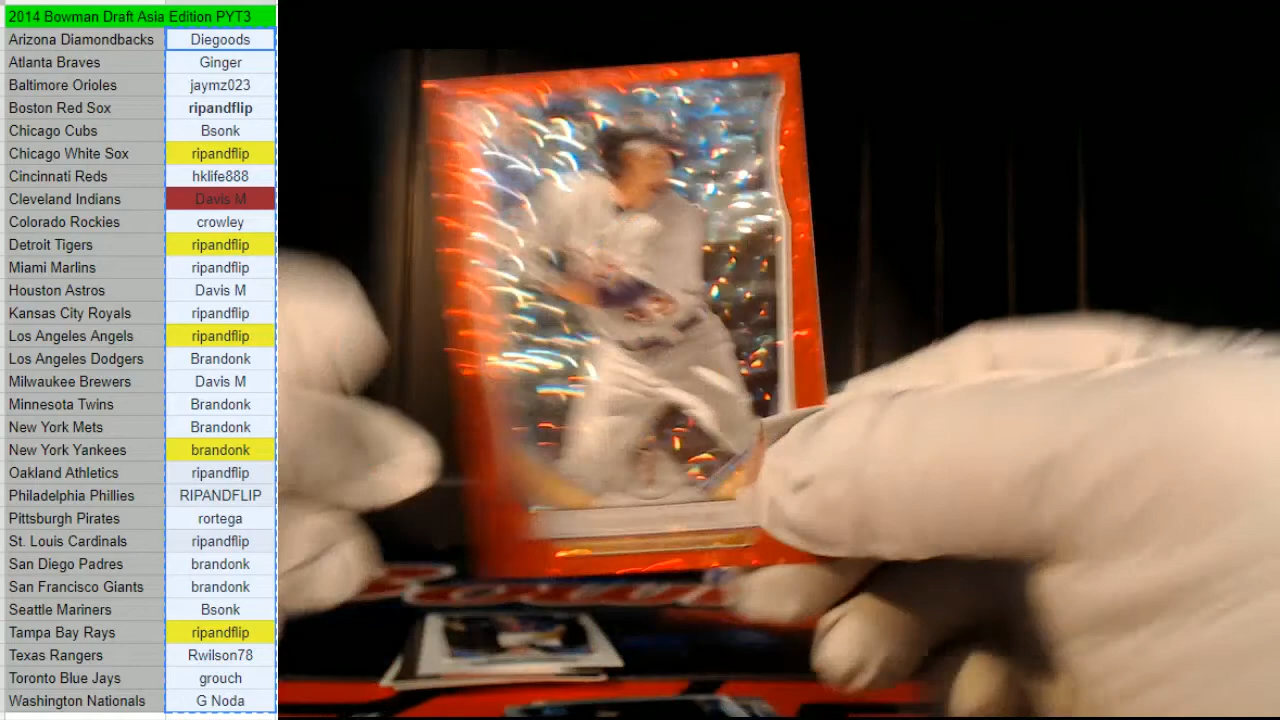 2014 Bowman Draft Asia Edition PYT3
Arizona Diamondbacks Diegoods
Atlanta Braves Ginger
Baltimore Orioles jaymz023
Boston Red Sox ripandflip
Chicago Cubs Bsonk
Chicago White Sox ripandflip
Cincinnati Reds hklife888
Cleveland Indians Davis M
Colorado Rockies crowley
Detroit Tigers ripandflip
Miami Marlins ripandflip
Houston Astros Davis M
Kansas City Royals ripandflip
Los Angeles Angels ripandflip
Los Angeles Dodgers Brandonk
Milwaukee Brewers Davis M
Minnesota Twins Brandonk
New York Mets Brandonk
New York Yankees brandonk
Oakland Athletics ripandflip
Philadelphia Phillies RIPANDFLIP
Pittsburgh Pirates rortega
St. Louis Cardinals ripandflip
San Diego Padres brandonk
San Francisco Giants brandonk
Seattle Mariners Bsonk
Tampa Bay Rays ripandflip
Texas Rangers Rwilson78
Toronto Blue Jays grouch
Washington Nationals G Noda